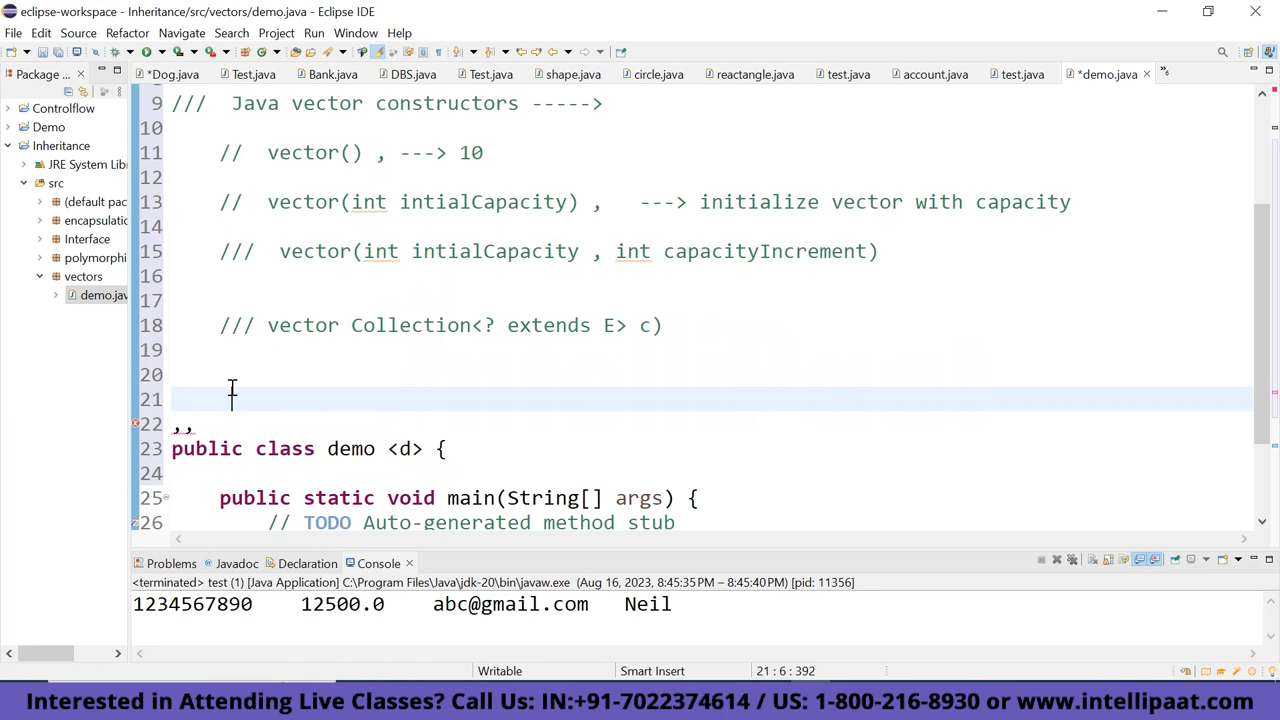 eclipse-workspace - Inheritance/src/vectors/demo.java - Eclipse IDE
File Edit Source Refactor Navigate Search Project Run Window Help
Package ...
*Dog.java Test.java Bank.java DBS.java Test.java shape.java circle.java reactangle.java test.java account.java test.java *demo.java
Controlflow
Demo
Inheritance
JRE System Lib
src
(default pac
encapsulatic
Interface
polymorphi
vectors
demo.jav
9 /// Java vector constructors ----->
10
11 // vector() , ---> 10
12
13 // vector(int intialCapacity) , ---> initialize vector with capacity
14
15 /// vector(int intialCapacity , int capacityIncrement)
16
17
18 /// vector Collection<? extends E> c)
19
20
21
22 ,,
23 public class demo <d> {
24
25 public static void main(String[] args) {
26 // TODO Auto-generated method stub
Problems Javadoc Declaration Console
<terminated> test (1) [Java Application] C:\Program Files\Java\jdk-20\bin\javaw.exe (Aug 16, 2023, 8:45:35 PM – 8:45:40 PM) [pid: 11356]
1234567890 12500.0 abc@gmail.com Neil
Writable Smart Insert 21 : 6 : 392
Interested in Attending Live Classes? Call Us: IN:+91-7022374614 / US: 1-800-216-8930 or www.intellipaat.com